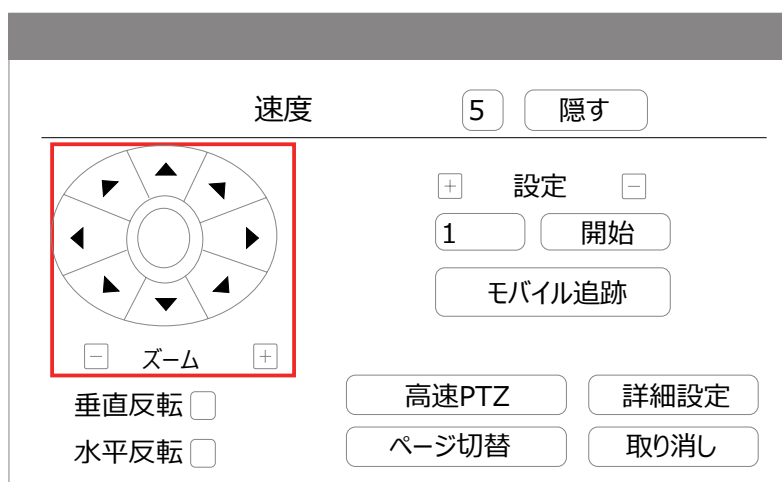 速度 5 隠す
+ 設定 −
1 開始
モバイル追跡
− ズーム +
垂直反転 高速PTZ 詳細設定
水平反転 ページ切替 取り消し